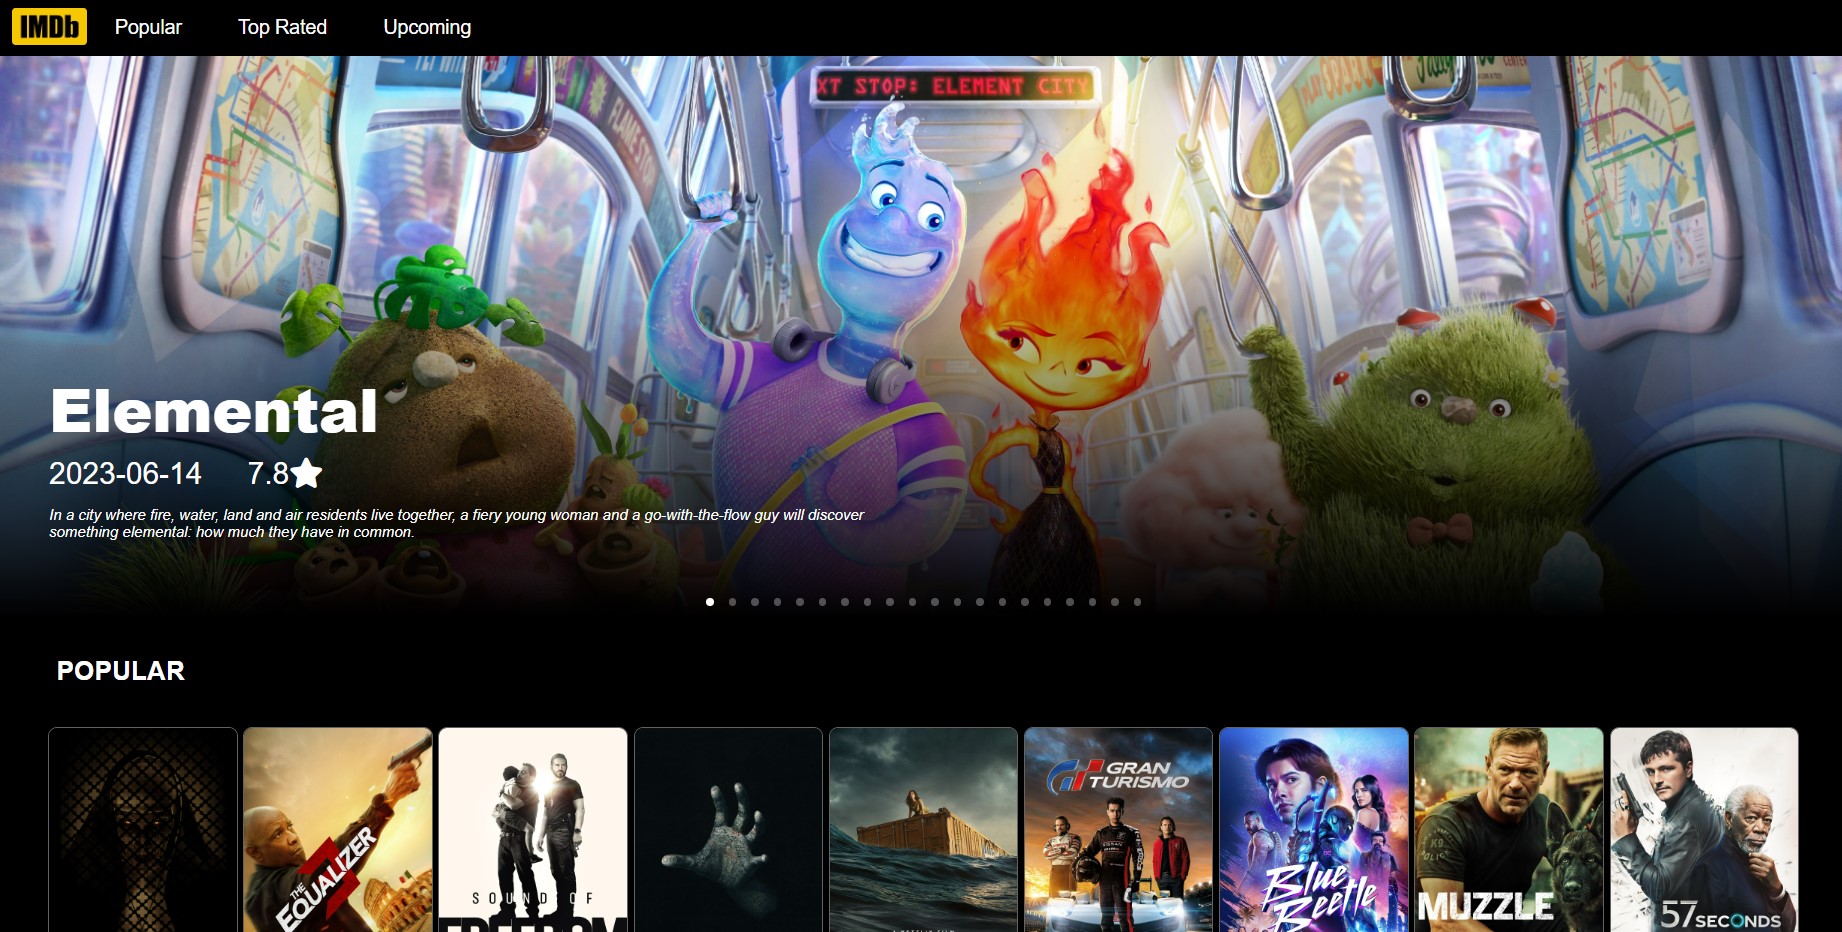 IMDb
Popular
Top Rated
Upcoming
XT STOP: ELEMENT CITY
Elemental
2023-06-14
7.8
In a city where fire, water, land and air residents live together, a fiery young woman and a go-with-the-flow guy will discover
something elemental: how much they have in common.
POPULAR
THE
EQUALIZER
3
SOUND OF
FREEDOM
GRAN
TURISMO
Blue
Beetle
K9
POLICE
MUZZLE
57 SECONDS